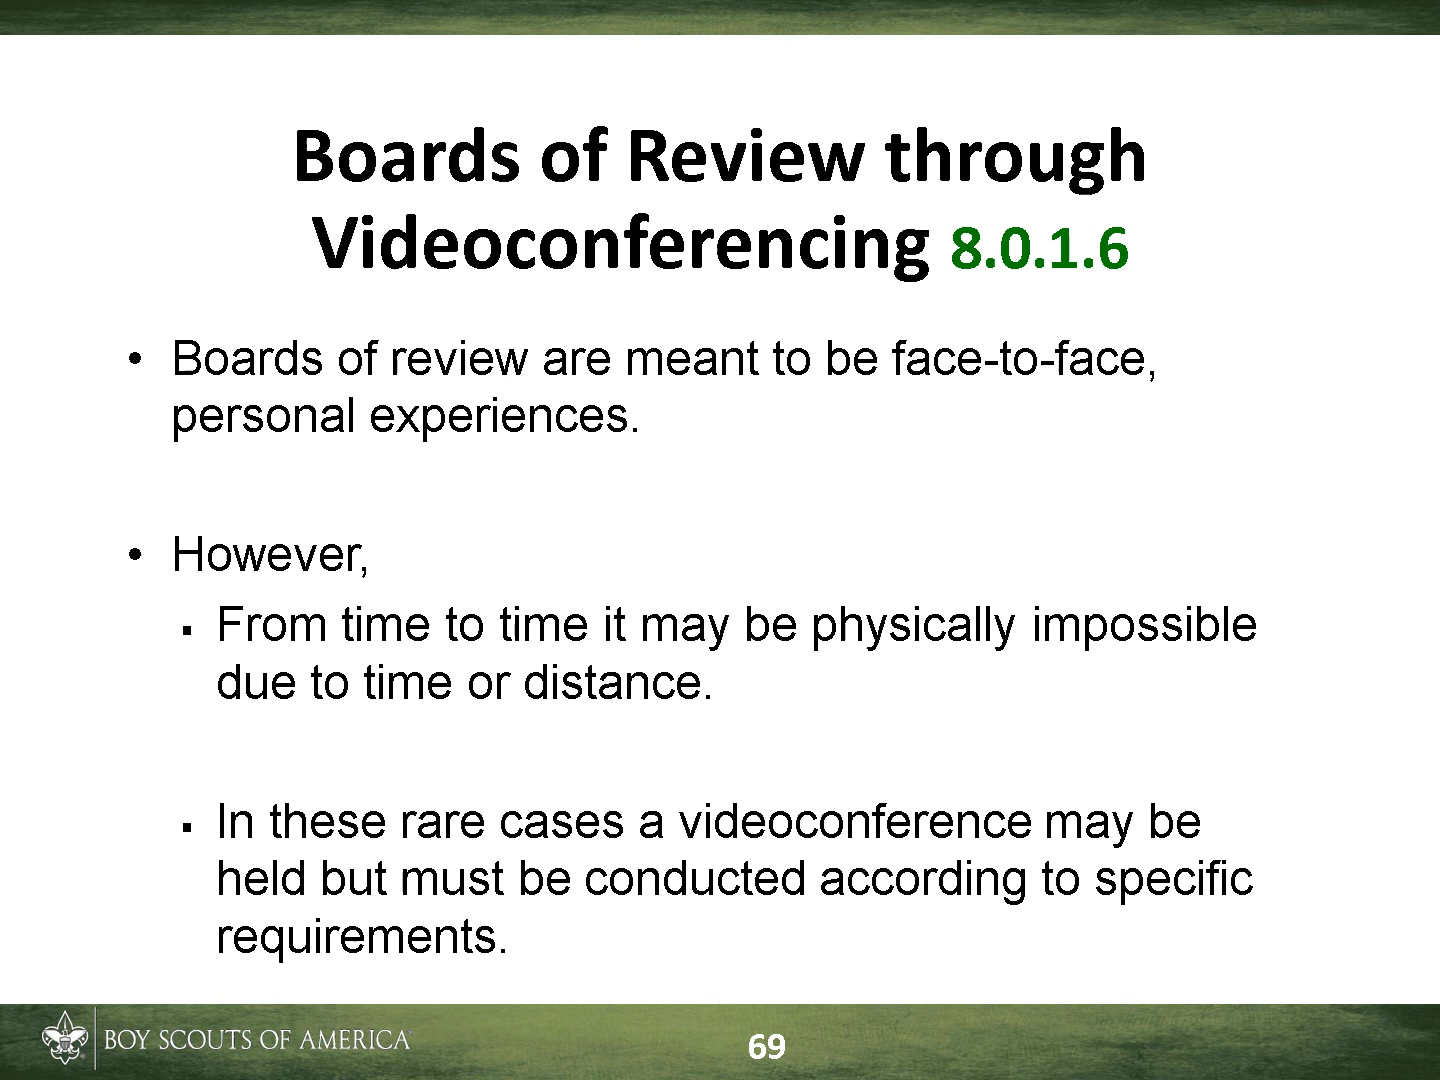 Boards of Review through
Videoconferencing 8.0.1.6
• Boards of review are meant to be face-to-face,
personal experiences.
• However,
▪ From time to time it may be physically impossible
due to time or distance.
▪ In these rare cases a videoconference may be
held but must be conducted according to specific
requirements.
BOY SCOUTS OF AMERICA
69